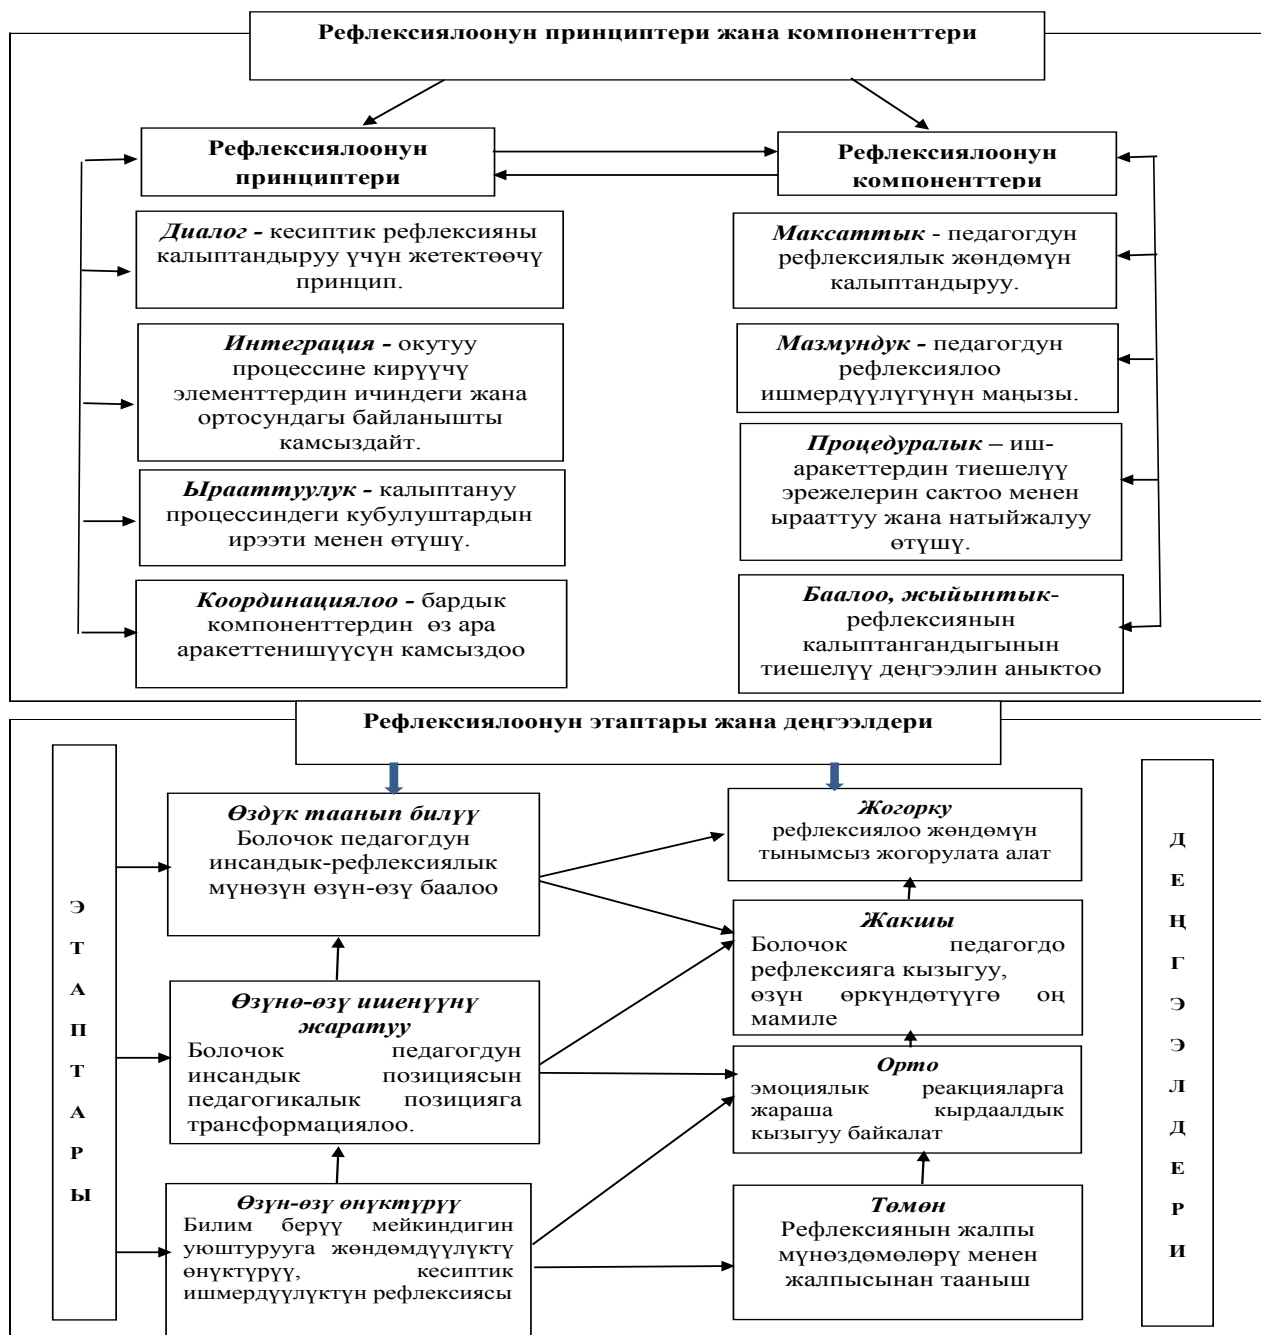 Рефлексиялоонун принциптери жана компоненттери
Рефлексиялоонун
принциптери
Рефлексиялоонун
компоненттери
Диалог - кесиптик рефлексияны
калыптандыруу үчүн жетектөөчү
принцип.
Интеграция - окутуу
процессине кирүүчү
элементтердин ичиндеги жана
ортосундагы байланышты
камсыздайт.
Ырааттуулук - калыптануу
процессиндеги кубулуштардын
ирээти менен өтүшү.
Координациялоо - бардык
компоненттердин өз ара
аракеттенишүүсүн камсыздоо
Максаттык - педагогдун
рефлексиялык жөндөмүн
калыптандыруу.
Мазмундук - педагогдун
рефлексиялоо
ишмердүүлүгүнүн маңызы.
Процедуралык – иш-
аракеттердин тиешелүү
эрежелерин сактоо менен
ырааттуу жана натыйжалуу
өтүшү.
Баалоо, жыйынтык-
рефлексиянын
калыптангандыгынын
тиешелүү деңгээлин аныктоо
Рефлексиялоонун этаптары жана деңгээлдери
Э
Т
А
П
Т
А
Р
Ы
Өздүк таанып билүү
Болочок педагогдун
инсандык-рефлексиялык
мүнөзүн өзүн-өзү баалоо
Өзүнө-өзү ишенүүнү
жаратуу
Болочок педагогдун
инсандык позициясын
педагогикалык позицияга
трансформациялоо.
Өзүн-өзү өнүктүрүү
Билим берүү мейкиндигин
уюштурууга жөндөмдүүлүктү
өнүктүрүү, кесиптик
ишмердүүлүктүн рефлексиясы
Жогорку
рефлексиялоо жөндөмүн
тынымсыз жогорулата алат
Жакшы
Болочок педагогдо
рефлексияга кызыгуу,
өзүн өркүндөтүүгө оң
мамиле
Орто
эмоциялык реакцияларга
жараша кырдаалдык
кызыгуу байкалат
Төмөн
Рефлексиянын жалпы
мүнөздөмөлөрү менен
жалпысынан тааныш
Д
Е
Ң
Г
Э
Э
Л
Д
Е
Р
И